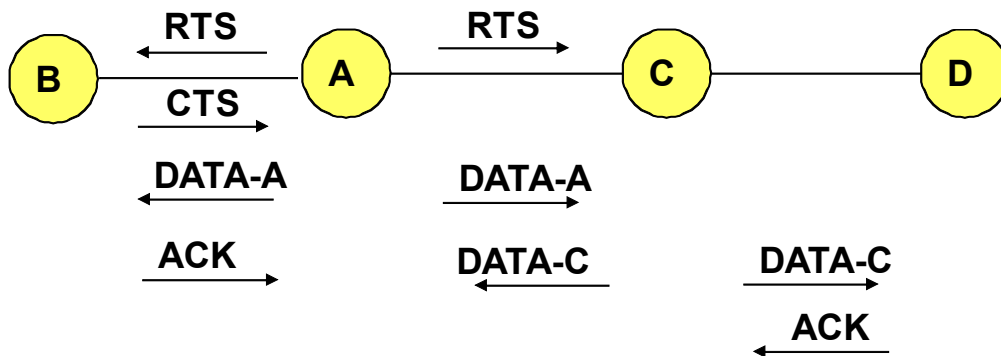 RTS RTS
B A C D
CTS
DATA-A DATA-A
ACK DATA-C DATA-C
ACK